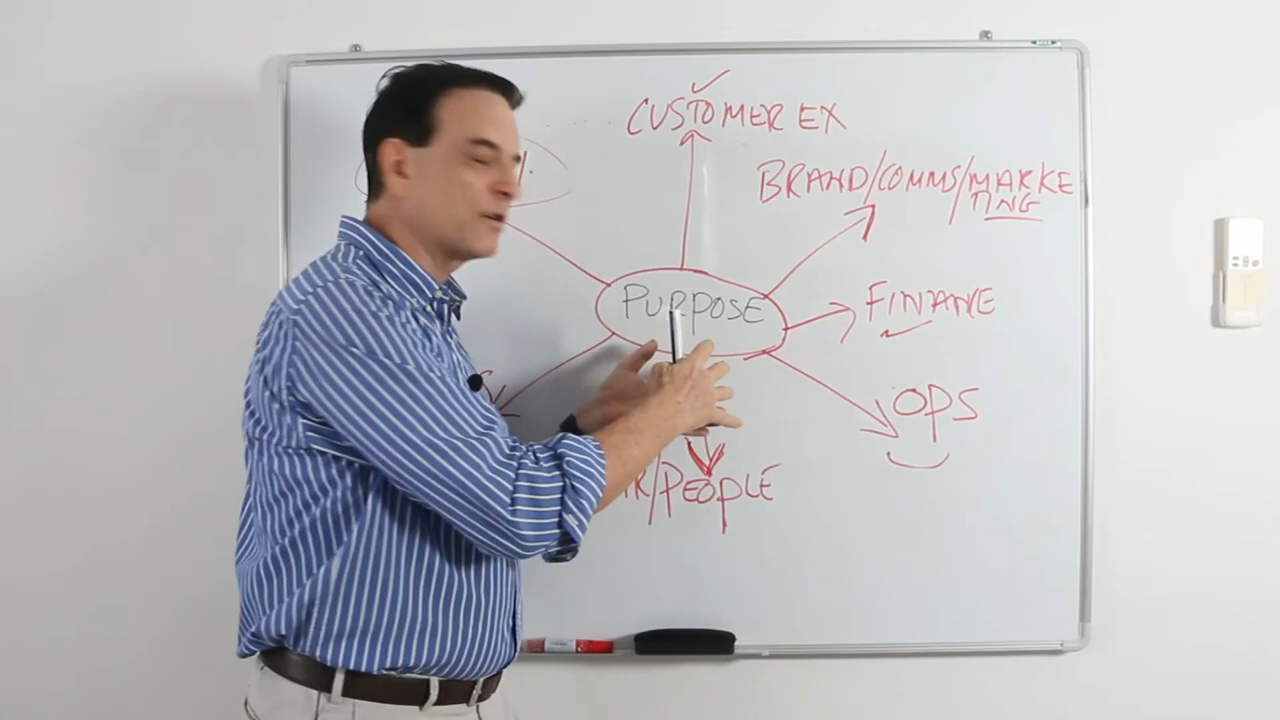 CUSTOMER EX
BRAND/COMMS/MARKE
TING
PURPOSE
FINANCE
OPS
/PEOPLE